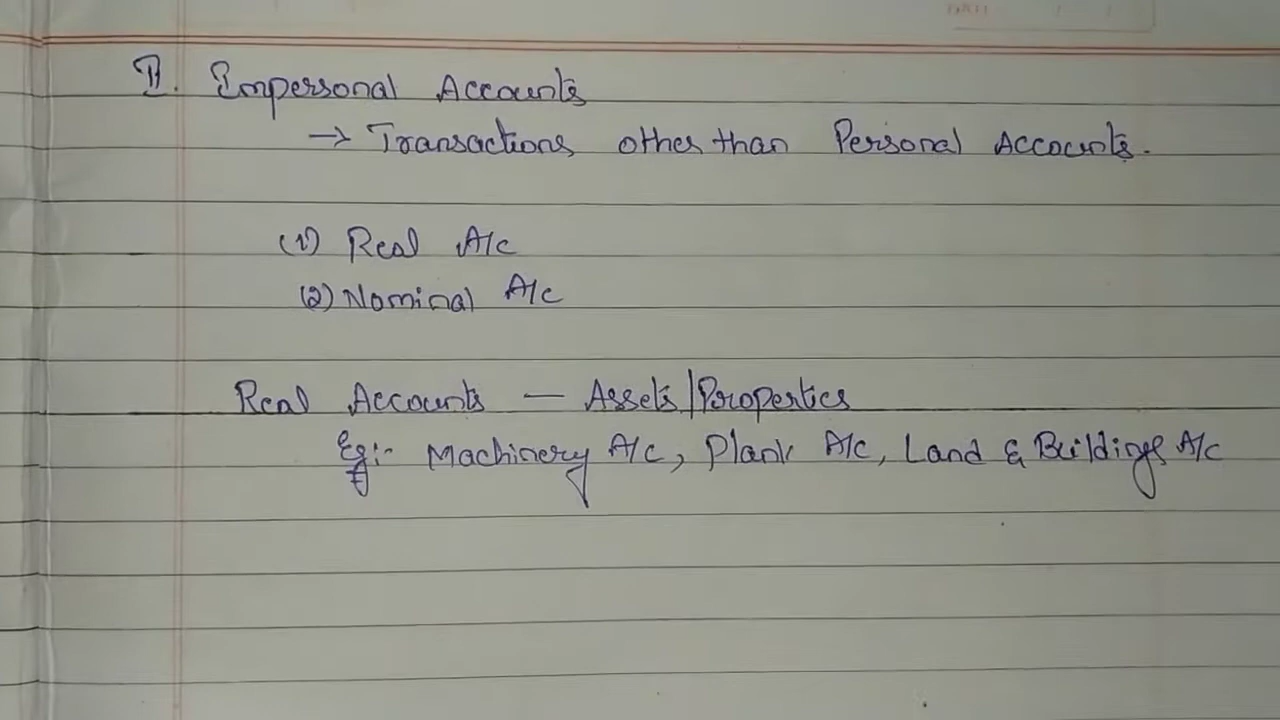 II. Impersonal Accounts
→ Transactions other than Personal Accounts.
(1) Real A/c
(2) Nominal A/c
Real Accounts — Assets/Properties
Eg:- Machinery A/c, Plant A/c, Land & Buildings A/c